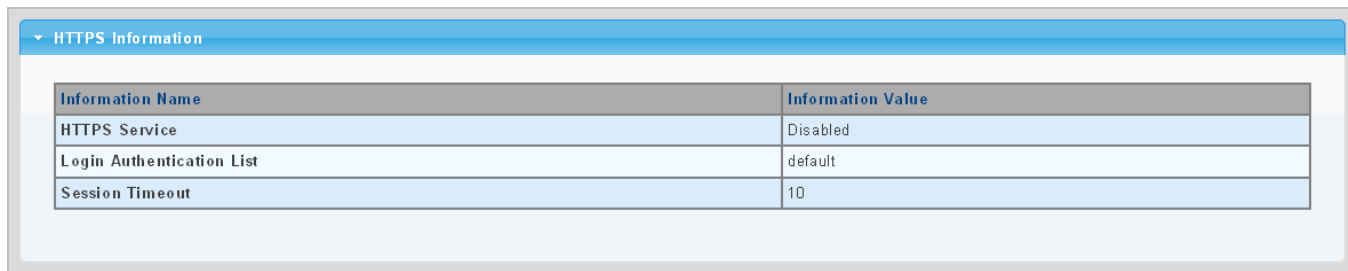 HTTPS Information
Information Name Information Value
HTTPS Service Disabled
Login Authentication List default
Session Timeout 10